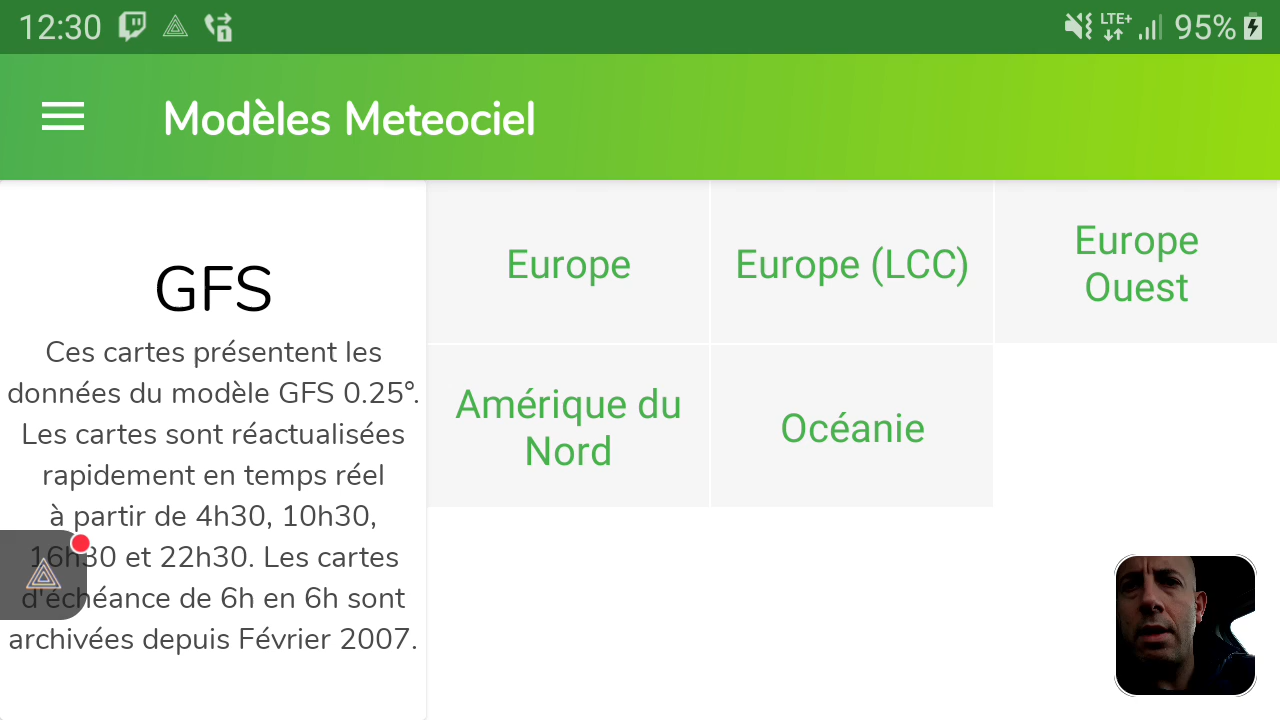 12:30
1
LTE+
95%
Modèles Meteociel
GFS
Ces cartes présentent les
données du modèle GFS 0.25°.
Les cartes sont réactualisées
rapidement en temps réel
à partir de 4h30, 10h30,
16h30 et 22h30. Les cartes
d'échéance de 6h en 6h sont
archivées depuis Février 2007.
Europe
Europe (LCC)
Europe
Ouest
Amérique du
Nord
Océanie